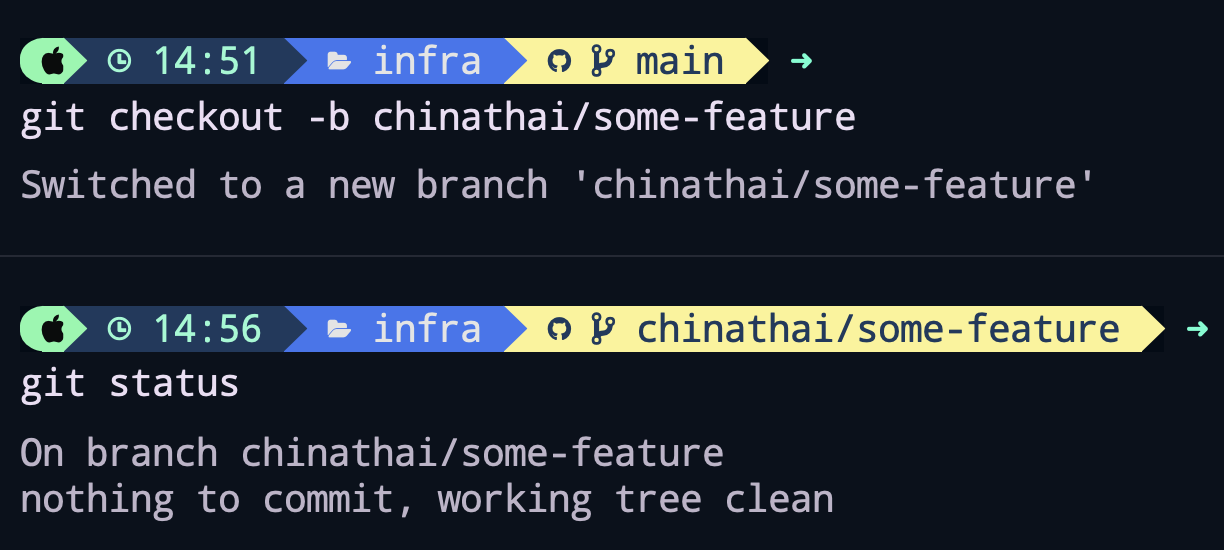 14:51 infra main ➜
git checkout -b chinathai/some-feature
Switched to a new branch 'chinathai/some-feature'
14:56 infra chinathai/some-feature ➜
git status
On branch chinathai/some-feature
nothing to commit, working tree clean